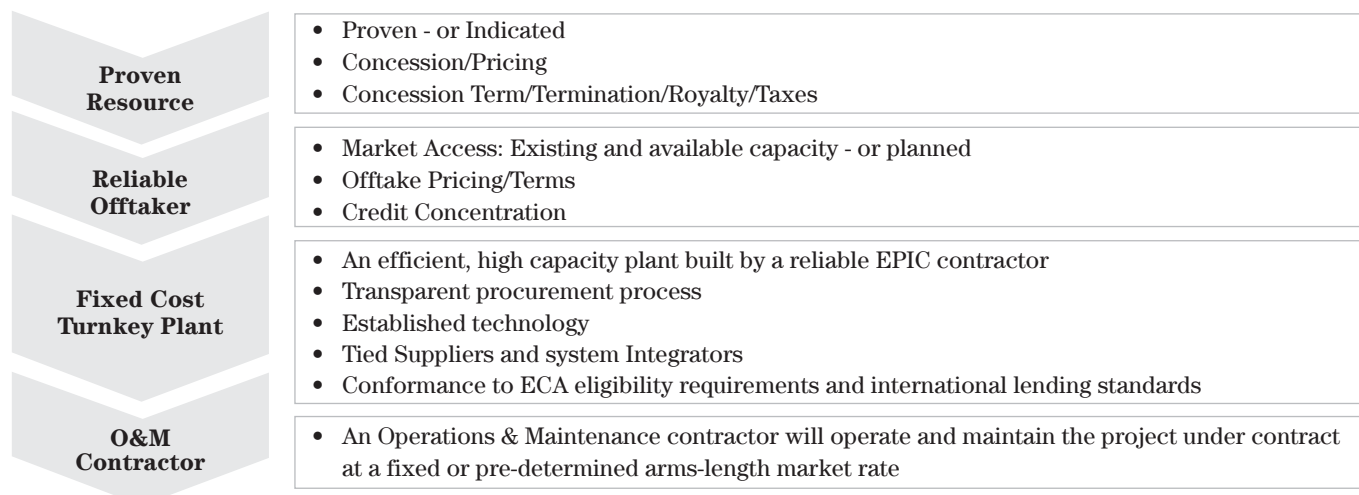 Proven
Resource
• Proven - or Indicated
• Concession/Pricing
• Concession Term/Termination/Royalty/Taxes
Reliable
Offtaker
• Market Access: Existing and available capacity - or planned
• Offtake Pricing/Terms
• Credit Concentration
Fixed Cost
Turnkey Plant
• An efficient, high capacity plant built by a reliable EPIC contractor
• Transparent procurement process
• Established technology
• Tied Suppliers and system Integrators
• Conformance to ECA eligibility requirements and international lending standards
O&M
Contractor
• An Operations & Maintenance contractor will operate and maintain the project under contract
at a fixed or pre-determined arms-length market rate